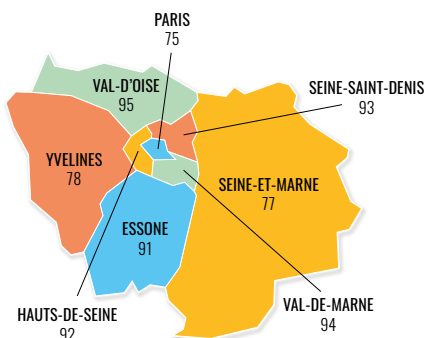 PARIS
75
VAL-D'OISE
95
SEINE-SAINT-DENIS
93
YVELINES
78
SEINE-ET-MARNE
77
ESSONE
91
VAL-DE-MARNE
94
HAUTS-DE-SEINE
92